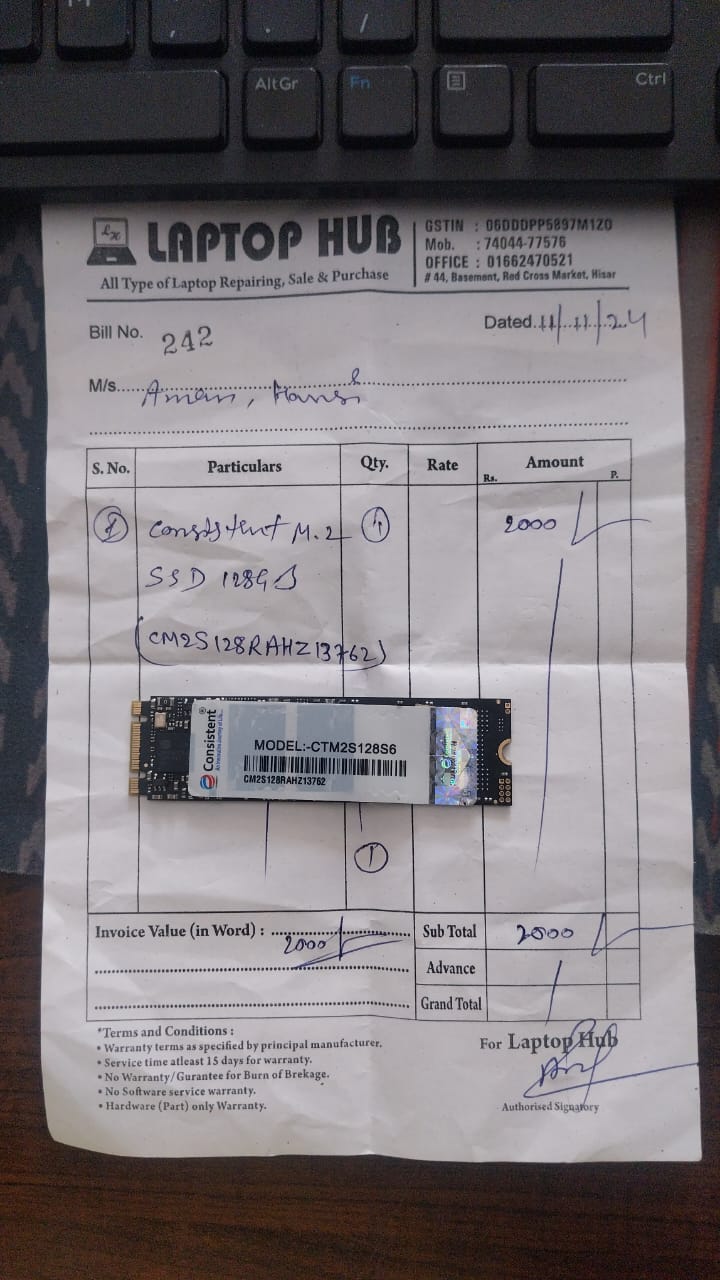 M
,
.
/
AltGr
Fn
Ctrl
LH
LAPTOP HUB
All Type of Laptop Repairing, Sale & Purchase
GSTIN : 06DDDPP5897M1Z0
Mob. : 74044-77576
OFFICE : 01662470521
# 44, Basement, Red Cross Market, Hisar
Bill No. 242
Dated 11/11/24
M/s. Aman, Hansi
S. No. Particulars Qty. Rate Amount
Rs. P.
1 Consistent M.2 1 2000
SSD 128GB
(CM2S128RAHZ13762)
Consistent®
MODEL:-CTM2S128S6
CM2S128RAHZ13762
1
Invoice Value (in Word) : 2000
Sub Total 2000
Advance
Grand Total
*Terms and Conditions :
• Warranty terms as specified by principal manufacturer.
• Service time atleast 15 days for warranty.
• No Warranty/Gurantee for Burn of Brekage.
• No Software service warranty.
• Hardware (Part) only Warranty.
For Laptop Hub
Authorised Signatory